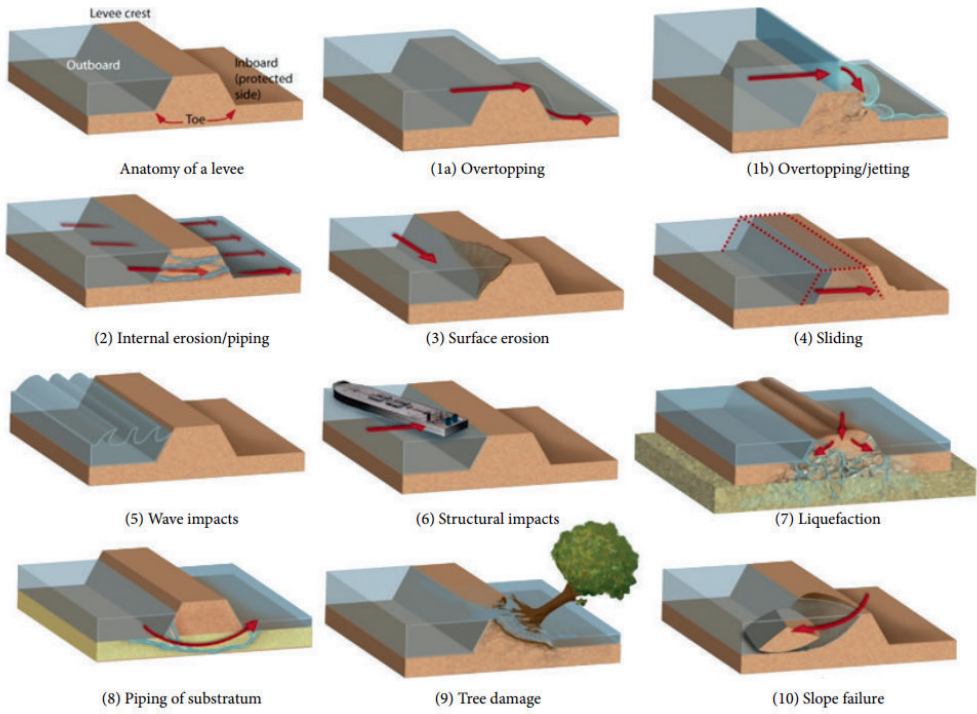 Levee crest
Outboard
Inboard
(protected
side)
Toe
Anatomy of a levee
(1a) Overtopping
(1b) Overtopping/jetting
(2) Internal erosion/piping
(3) Surface erosion
(4) Sliding
(5) Wave impacts
(6) Structural impacts
(7) Liquefaction
(8) Piping of substratum
(9) Tree damage
(10) Slope failure